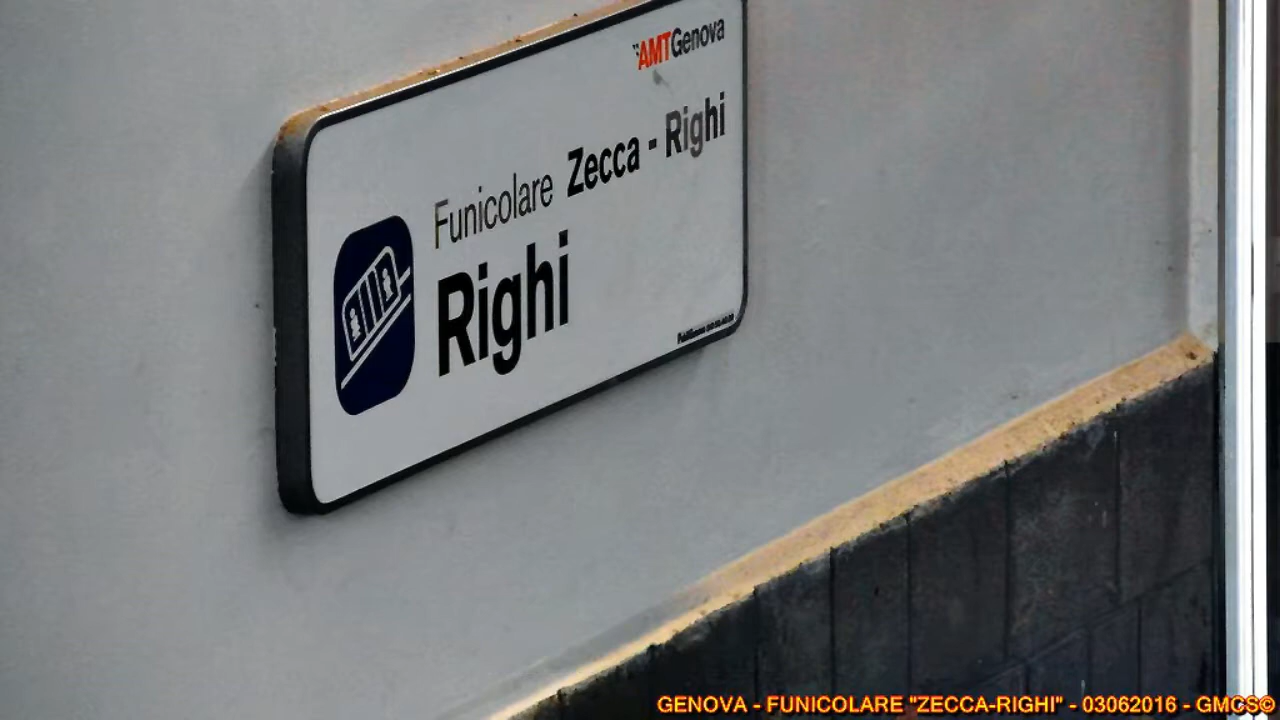 AMTGenova
Funicolare Zecca - Righi
Righi
GENOVA - FUNICOLARE "ZECCA-RIGHI" - 03062016 - GMCS©